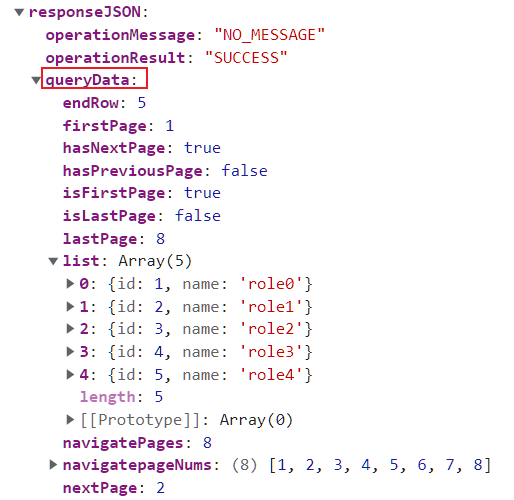 responseJSON:
operationMessage: "NO_MESSAGE"
operationResult: "SUCCESS"
queryData:
endRow: 5
firstPage: 1
hasNextPage: true
hasPreviousPage: false
isFirstPage: true
isLastPage: false
lastPage: 8
list: Array(5)
0: {id: 1, name: 'role0'}
1: {id: 2, name: 'role1'}
2: {id: 3, name: 'role2'}
3: {id: 4, name: 'role3'}
4: {id: 5, name: 'role4'}
length: 5
[[Prototype]]: Array(0)
navigatePages: 8
navigatepageNums: (8) [1, 2, 3, 4, 5, 6, 7, 8]
nextPage: 2